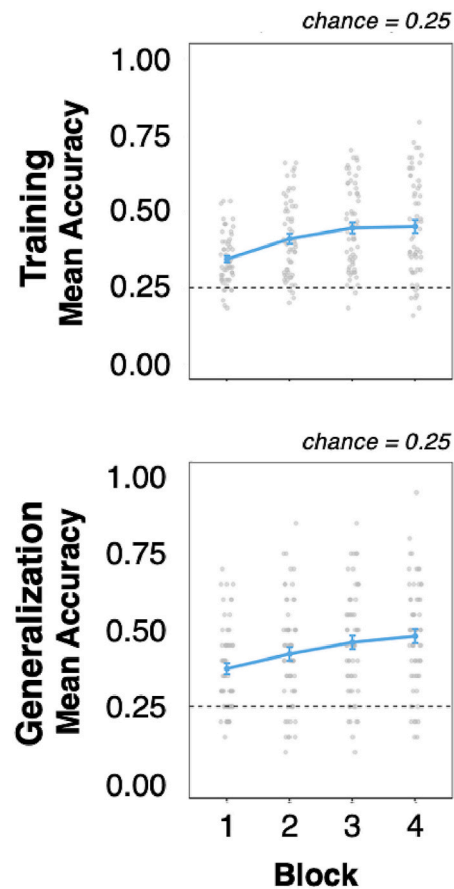 chance = 0.25
Training
Mean Accuracy
1.00
0.75
0.50
0.25
0.00
chance = 0.25
Generalization
Mean Accuracy
1.00
0.75
0.50
0.25
0.00
1 2 3 4
Block